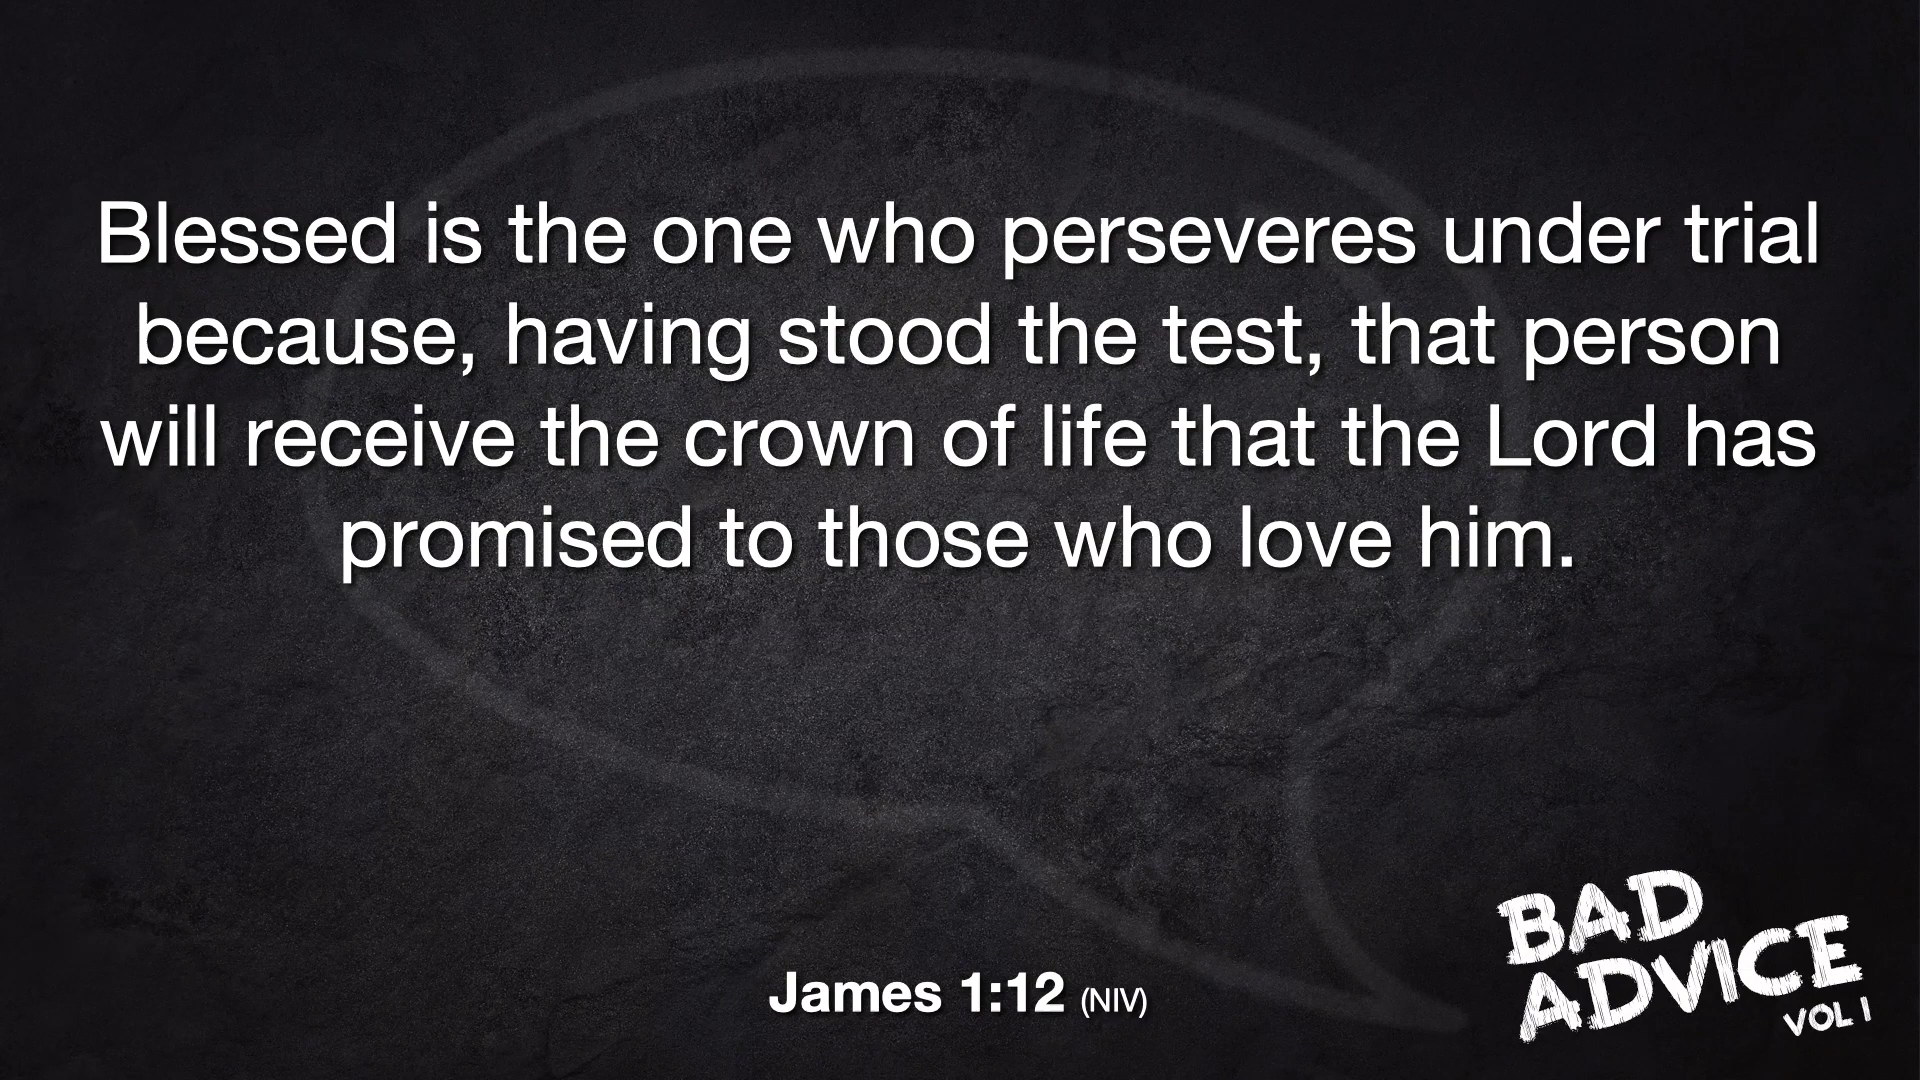 Blessed is the one who perseveres under trial
because, having stood the test, that person
will receive the crown of life that the Lord has
promised to those who love him.
James 1:12 (NIV)
BAD
ADVICE
VOL 1